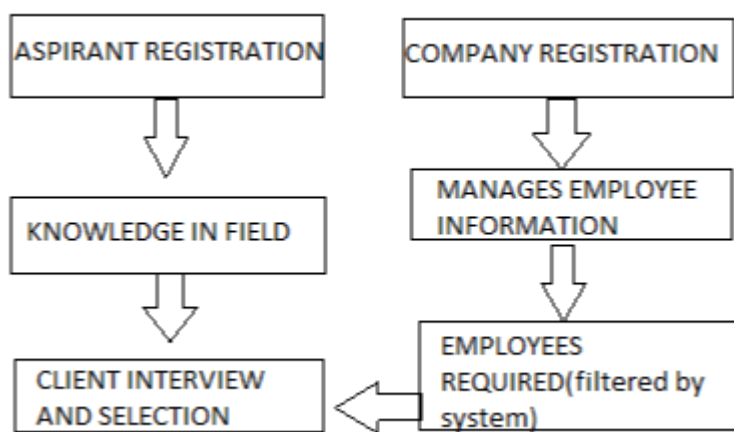 ASPIRANT REGISTRATION
COMPANY REGISTRATION
KNOWLEDGE IN FIELD
MANAGES EMPLOYEE
INFORMATION
CLIENT INTERVIEW
AND SELECTION
EMPLOYEES
REQUIRED(filtered by
system)